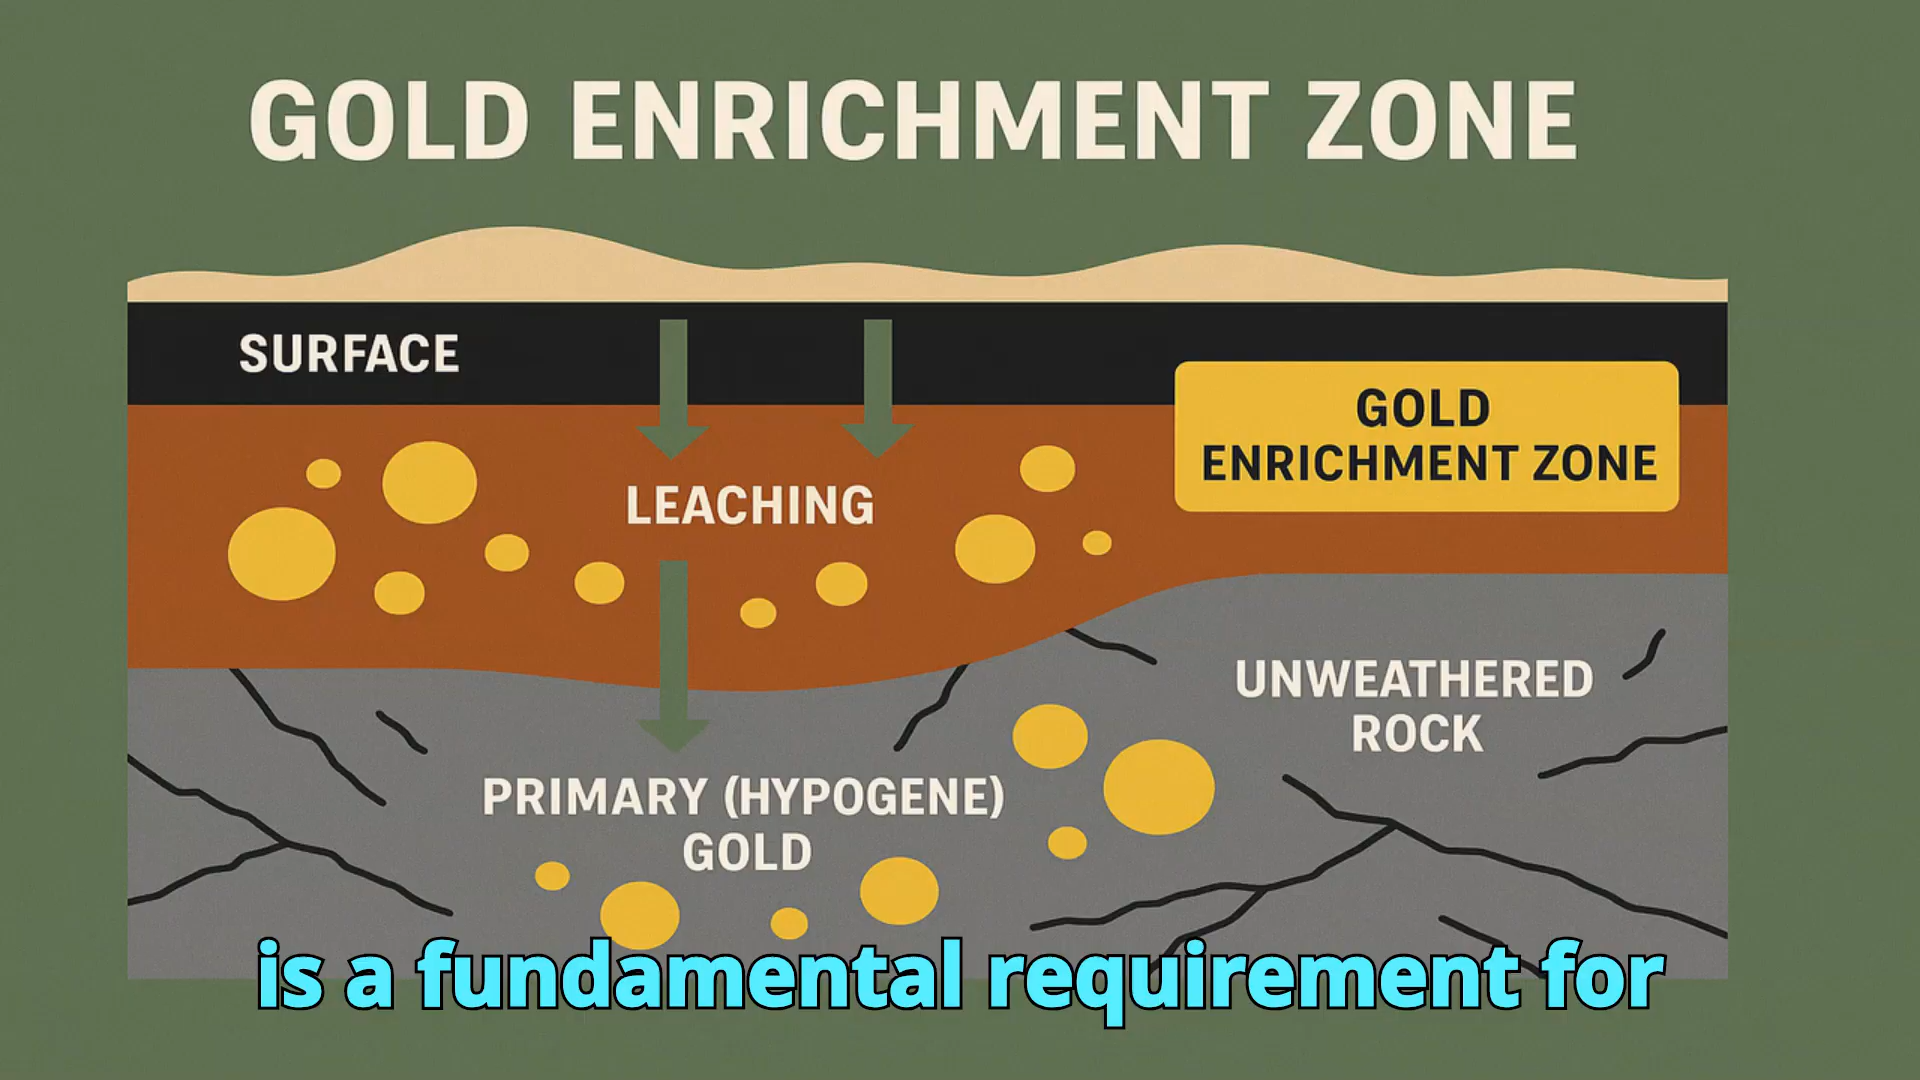 GOLD ENRICHMENT ZONE
SURFACE
GOLD
ENRICHMENT ZONE
LEACHING
UNWEATHERED
ROCK
PRIMARY (HYPOGENE)
GOLD
is a fundamental requirement for